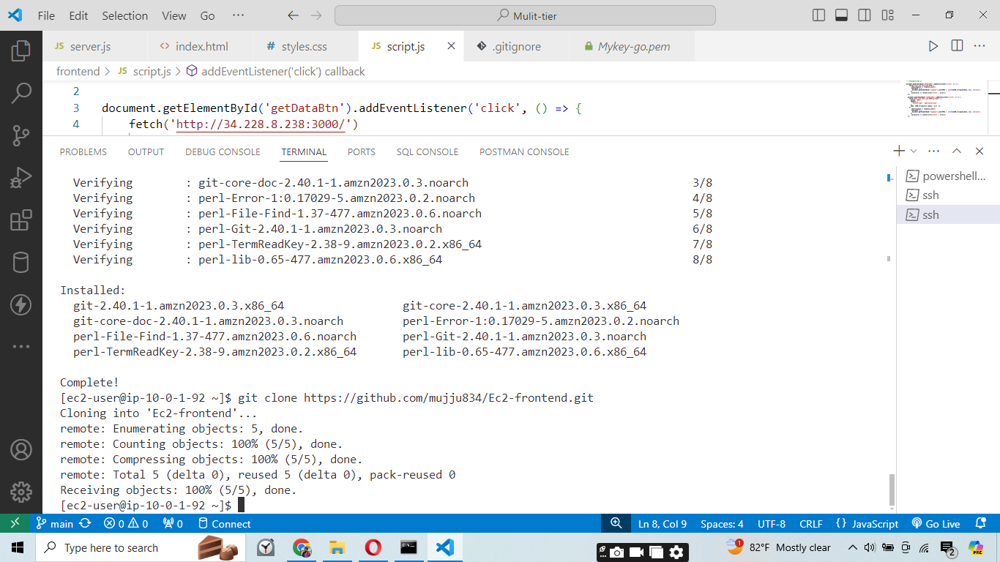 File Edit Selection View Go ··· Mulit-tier
JS server.js <> index.html # styles.css JS script.js .gitignore Mykey-go.pem
frontend > JS script.js > addEventListener('click') callback
2
3 document.getElementById('getDataBtn').addEventListener('click', () => {
4 fetch('http://34.228.8.238:3000/')
PROBLEMS OUTPUT DEBUG CONSOLE TERMINAL PORTS SQL CONSOLE POSTMAN CONSOLE
Verifying : git-core-doc-2.40.1-1.amzn2023.0.3.noarch 3/8
Verifying : perl-Error-1:0.17029-5.amzn2023.0.2.noarch 4/8
Verifying : perl-File-Find-1.37-477.amzn2023.0.6.noarch 5/8
Verifying : perl-Git-2.40.1-1.amzn2023.0.3.noarch 6/8
Verifying : perl-TermReadKey-2.38-9.amzn2023.0.2.x86_64 7/8
Verifying : perl-lib-0.65-477.amzn2023.0.6.x86_64 8/8
Installed:
git-2.40.1-1.amzn2023.0.3.x86_64 git-core-2.40.1-1.amzn2023.0.3.x86_64
git-core-doc-2.40.1-1.amzn2023.0.3.noarch perl-Error-1:0.17029-5.amzn2023.0.2.noarch
perl-File-Find-1.37-477.amzn2023.0.6.noarch perl-Git-2.40.1-1.amzn2023.0.3.noarch
perl-TermReadKey-2.38-9.amzn2023.0.2.x86_64 perl-lib-0.65-477.amzn2023.0.6.x86_64
Complete!
[ec2-user@ip-10-0-1-92 ~]$ git clone https://github.com/mujju834/Ec2-frontend.git
Cloning into 'Ec2-frontend'...
remote: Enumerating objects: 5, done.
remote: Counting objects: 100% (5/5), done.
remote: Compressing objects: 100% (5/5), done.
remote: Total 5 (delta 0), reused 5 (delta 0), pack-reused 0
Receiving objects: 100% (5/5), done.
[ec2-user@ip-10-0-1-92 ~]$
powershell...
ssh
ssh
main 0 0 0 Connect Ln 8, Col 9 Spaces: 4 UTF-8 CRLF {} JavaScript Go Live
Type here to search 1 82°F Mostly clear 2 PRE